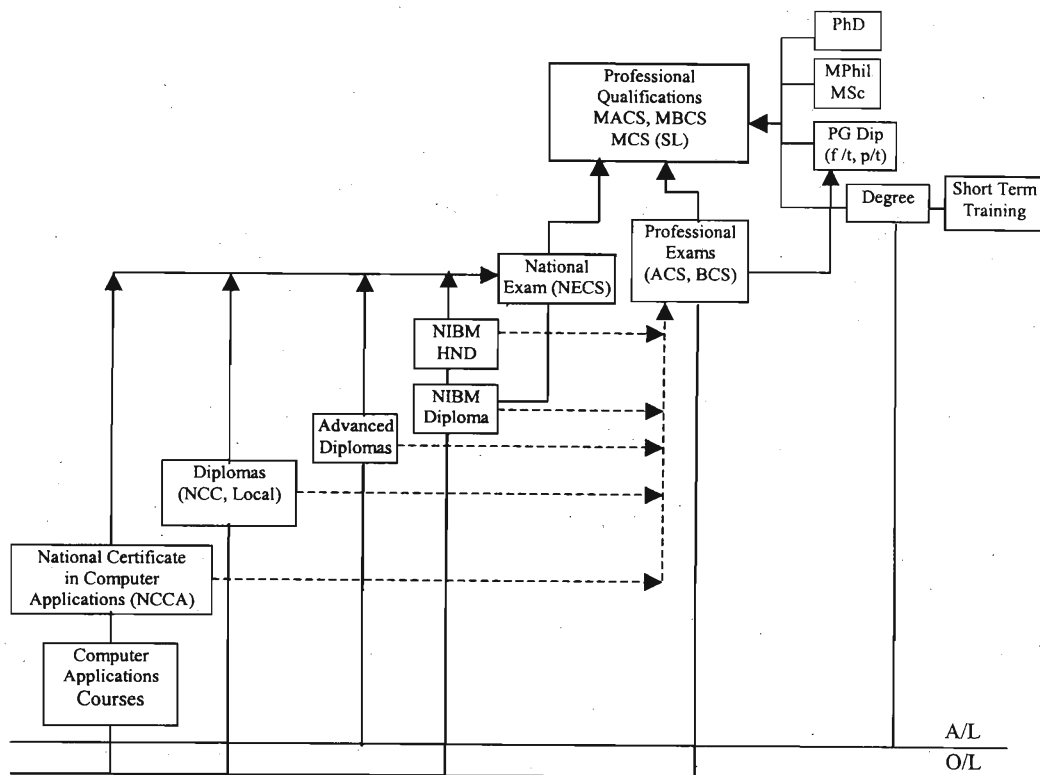 PhD
MPhil
MSc
Professional
Qualifications
MACS, MBCS
MCS (SL)
PG Dip
(f /t, p/t)
Degree
Short Term
Training
Professional
Exams
(ACS, BCS)
National
Exam (NECS)
NIBM
HND
NIBM
Diploma
Advanced
Diplomas
Diplomas
(NCC, Local)
National Certificate
in Computer
Applications (NCCA)
Computer
Applications
Courses
A/L
O/L